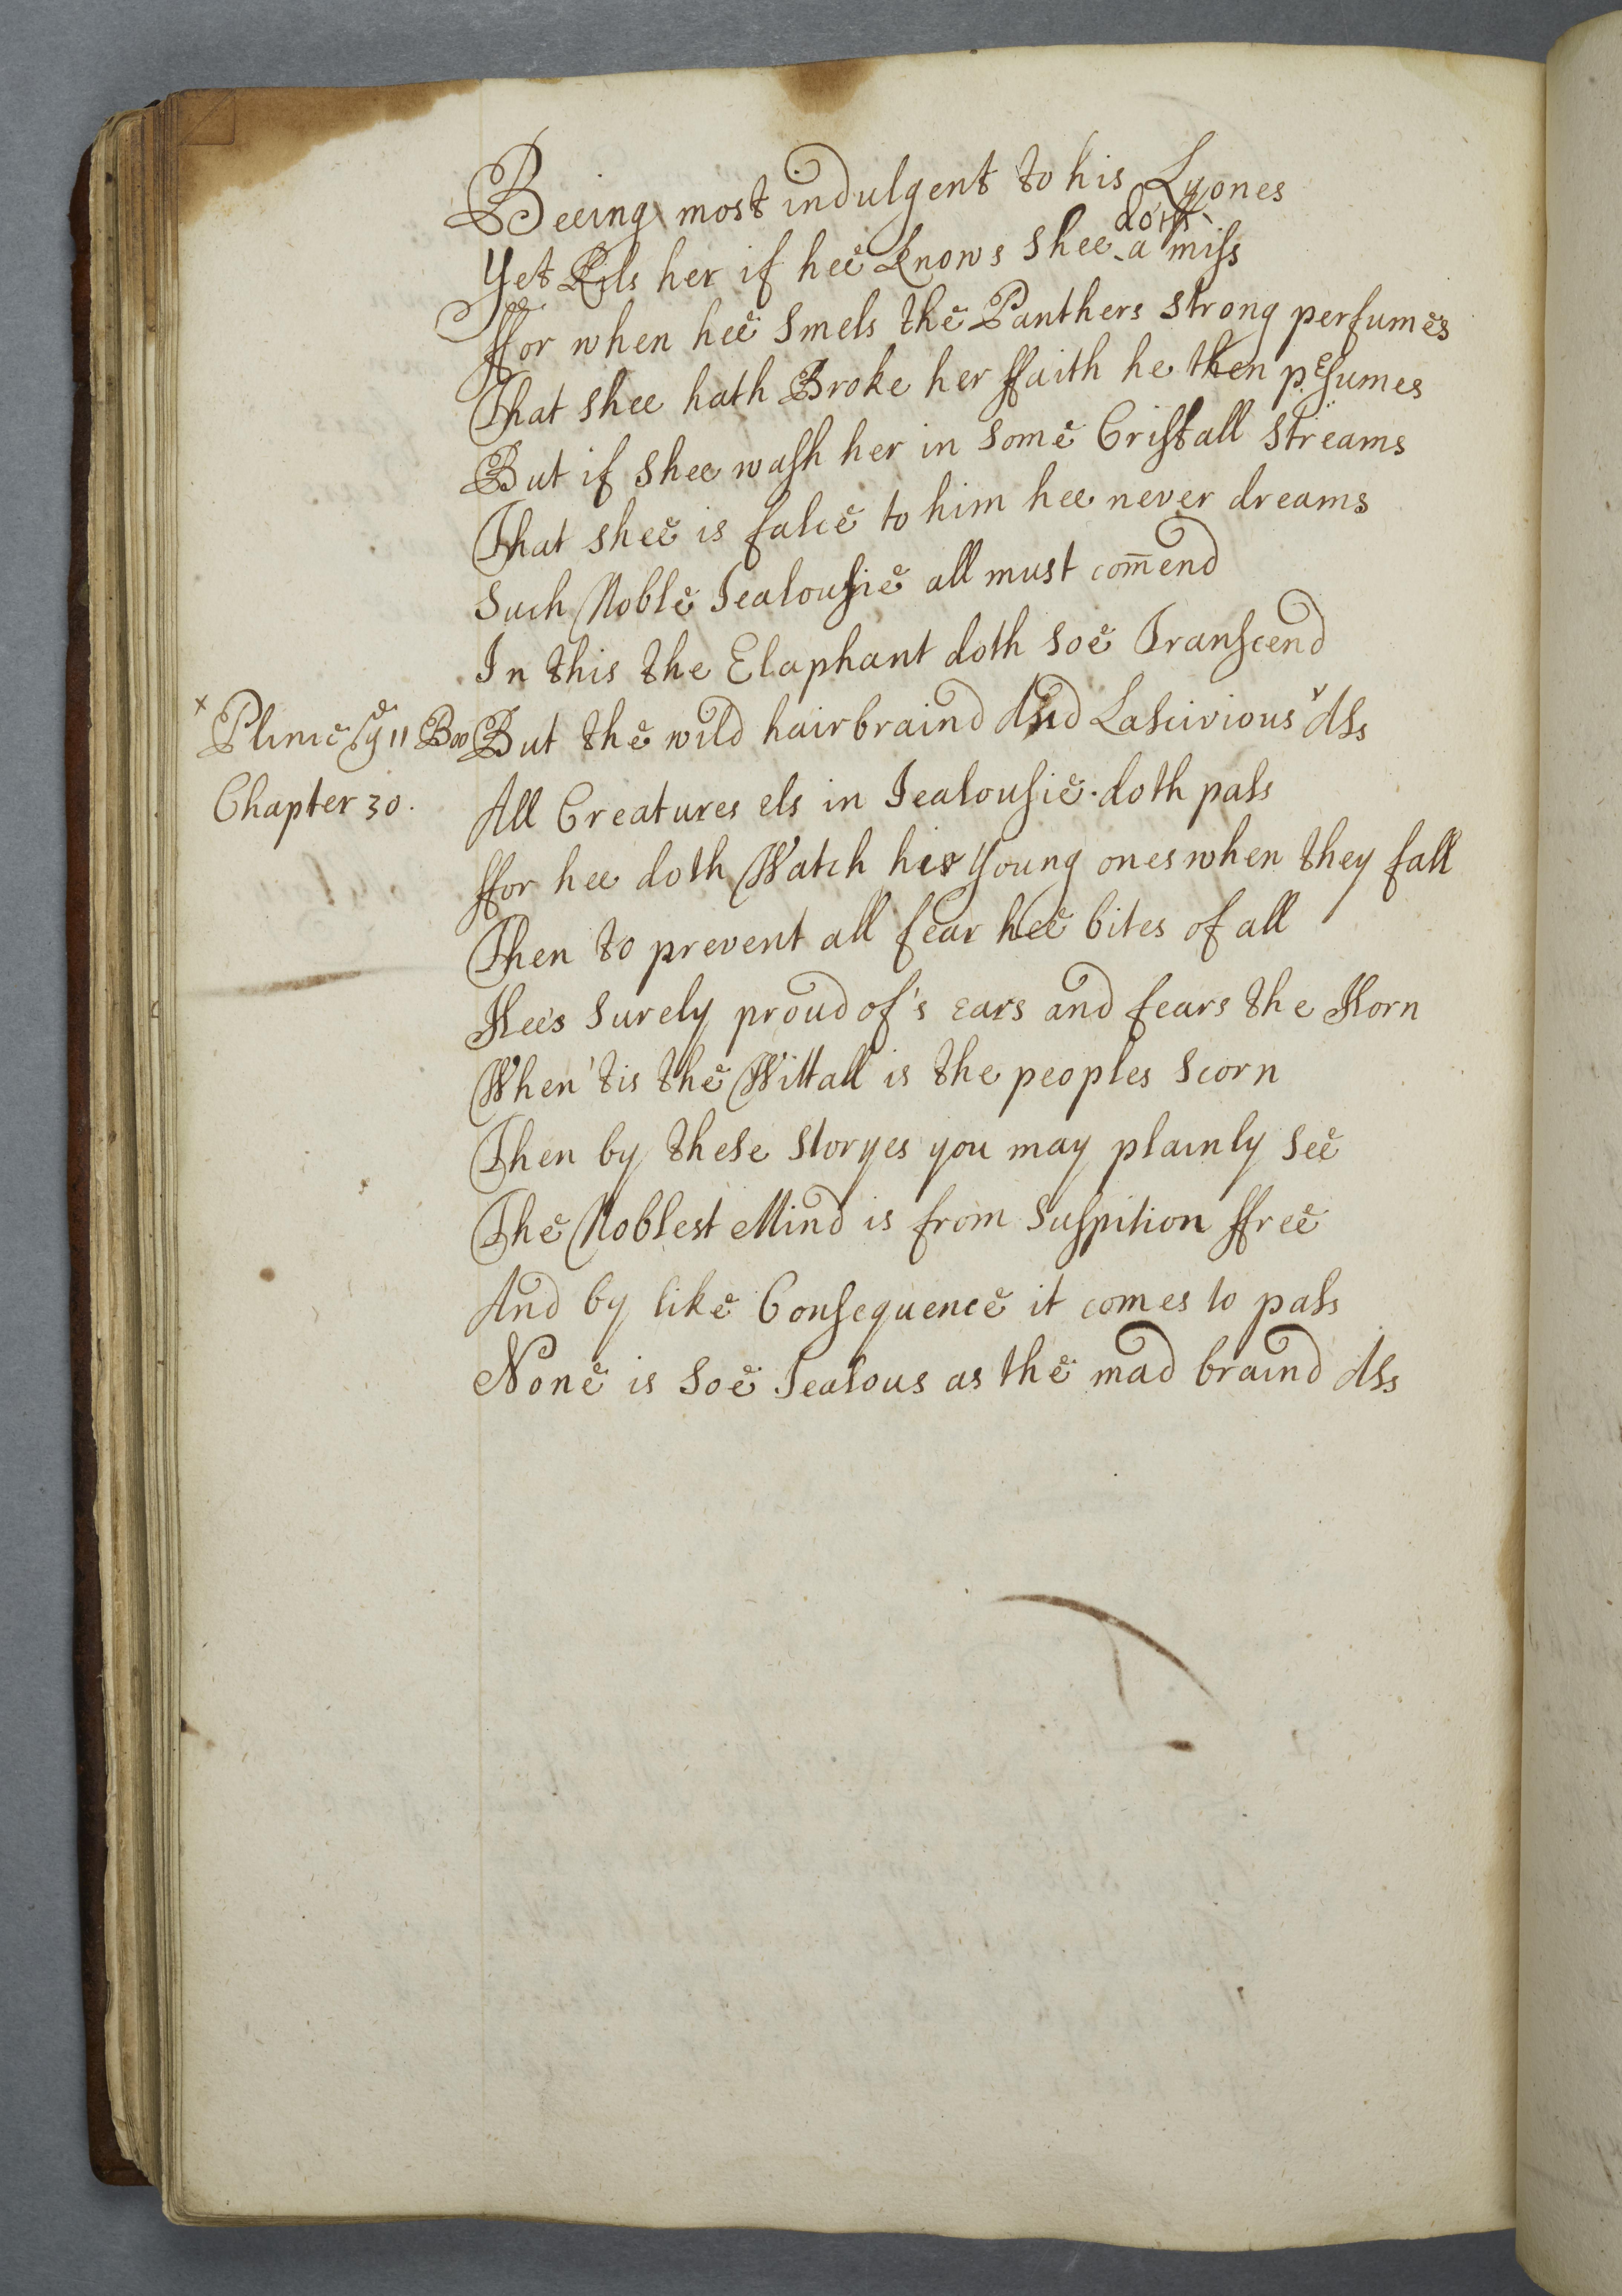 Beeing most indulgent to his Lyones
Yet Kils her if hee knows shee doth a miss
ffor when hee smels the Panthers strong perfumes
That shee hath Broke her ffaith he then pesumes
But if shee wash her in some Cristall streams
That shee is falce to him hee never dreams
Such Noble Jealousie all must com̄end
In this the Elaphant doth soe Transcend
x Plinie ye 11 Boo
But the wild hairbraind And Lascivious x Ass
Chapter 30.
All Creatures els in Jealousie doth pass
ffor hee doth Watch his Young ones when they fall
Then to prevent all fear hee bites of all
Hee's surely proud of's ears and fears the Horn
When 'tis the Wittall is the peoples scorn
Then by these storyes you may plainly see
The Noblest Mind is from suspition ffree
And by like Consequence it comes to pass
None is soe Jealous as the mad braind Ass